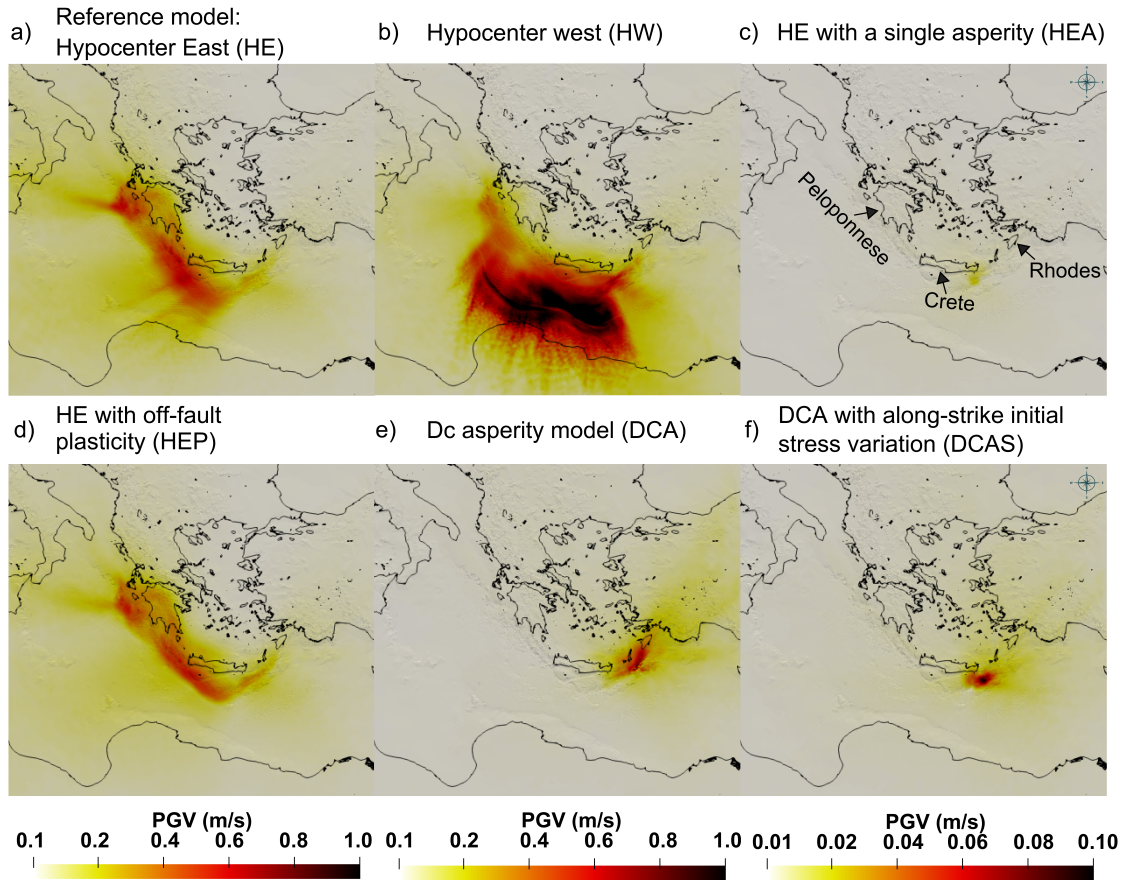 a) Reference model:
Hypocenter East (HE)
b) Hypocenter west (HW)
c) HE with a single asperity (HEA)
Peloponnese
Rhodes
Crete
d) HE with off-fault
plasticity (HEP)
e) Dc asperity model (DCA)
f) DCA with along-strike initial
stress variation (DCAS)
PGV (m/s)
0.1 0.2 0.4 0.6 0.8 1.0
PGV (m/s)
0.1 0.2 0.4 0.6 0.8 1.0
PGV (m/s)
0.01 0.02 0.04 0.06 0.08 0.10